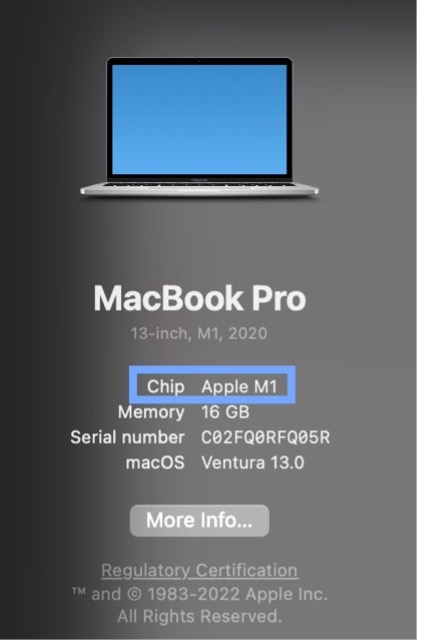 MacBook Pro
13-inch, M1, 2020
Chip Apple M1
Memory 16 GB
Serial number C02FQ0RFQ05R
macOS Ventura 13.0
More Info...
Regulatory Certification
™ and © 1983-2022 Apple Inc.
All Rights Reserved.